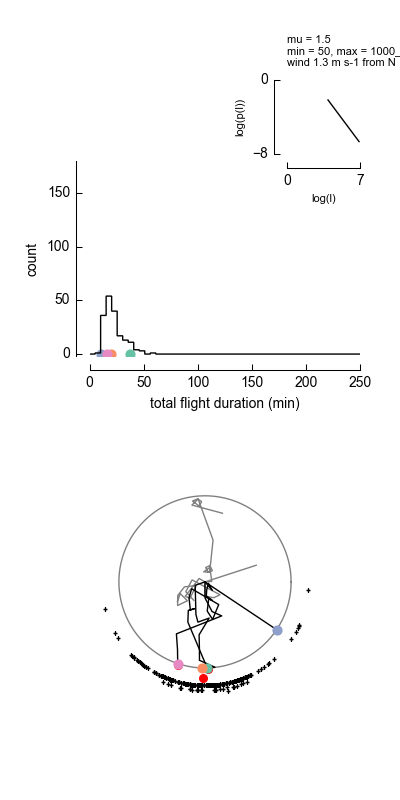 mu = 1.5
min = 50, max = 1000_
wind 1.3 m s-1 from N
0
log(p(l))
−8
0 7
log(l)
150
100
50
0
count
0 50 100 150 200 250
total flight duration (min)